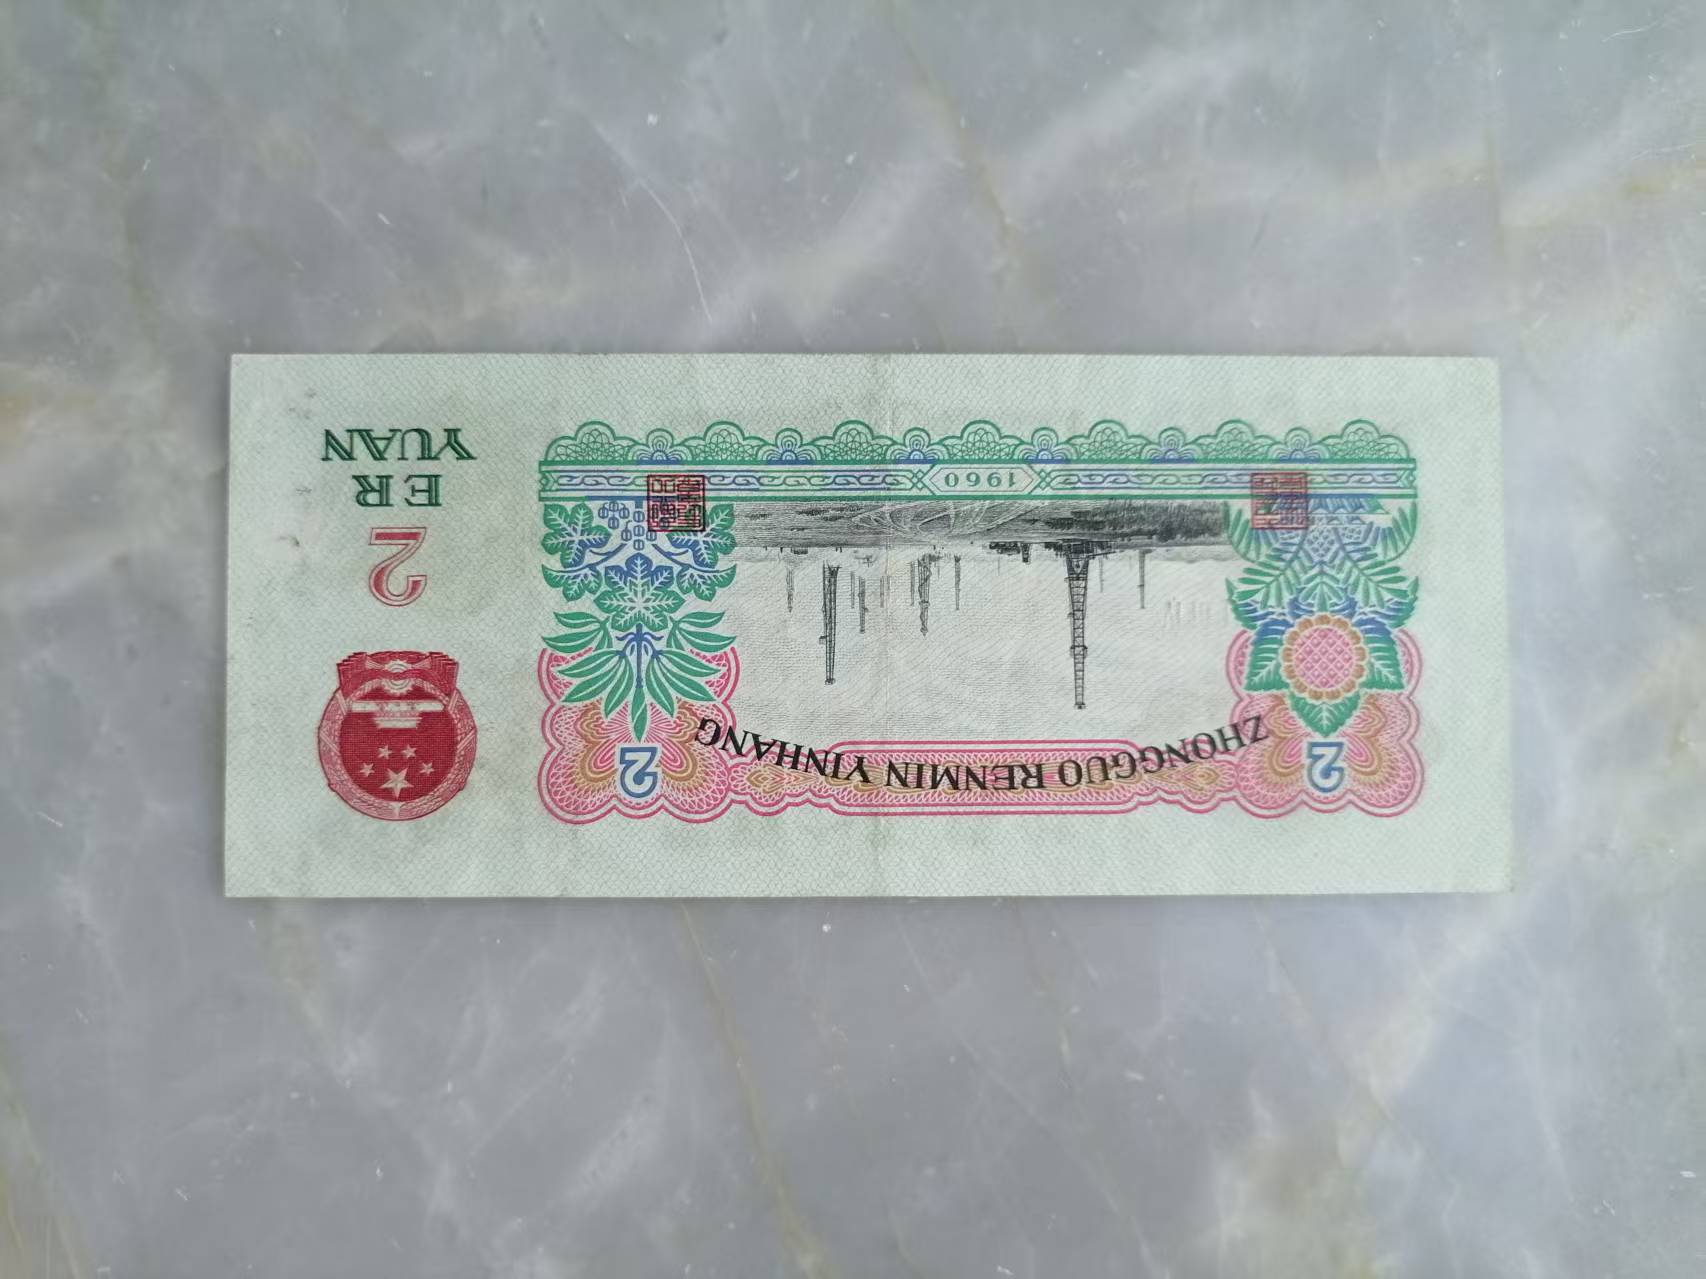 ZHONGGUO RENMIN YINHANG
2
2
1960
2
ER
YUAN